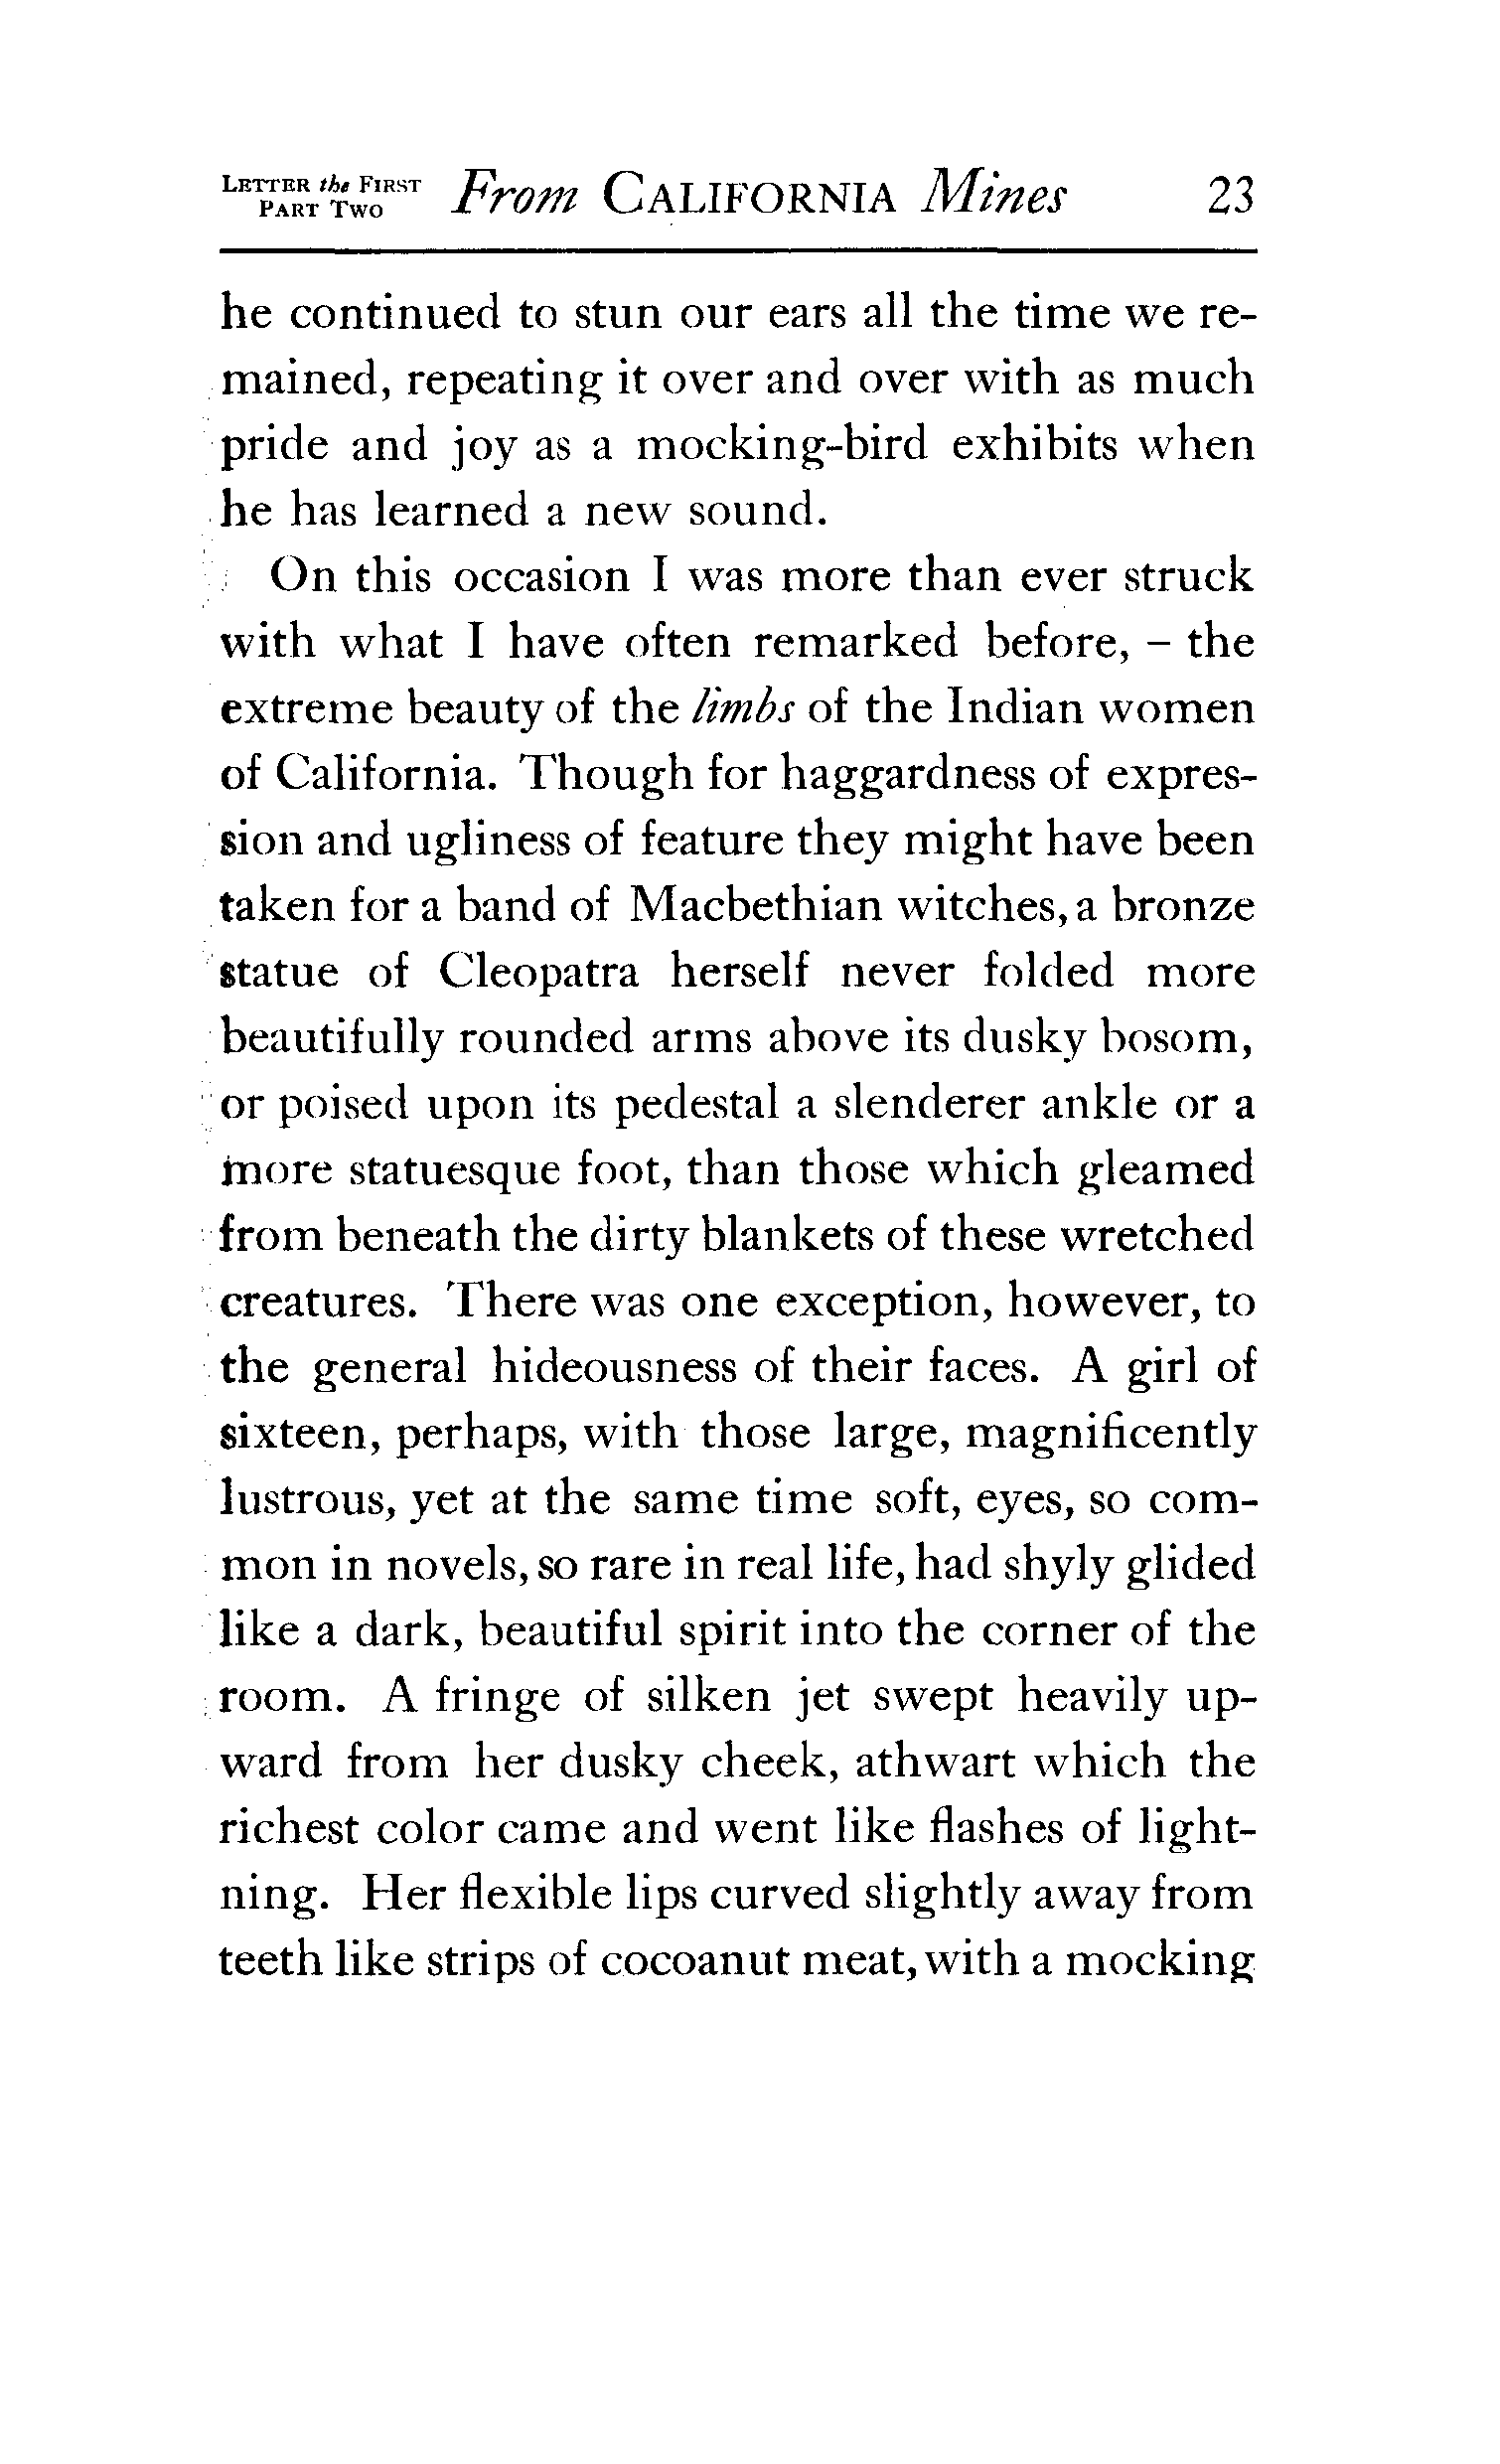 LETTER the FIRST
PART TWO
From CALIFORNIA Mines 23
he continued to stun our ears all the time we re-
mained, repeating it over and over with as much
pride and joy as a mocking-bird exhibits when
he has learned a new sound.
On this occasion I was more than ever struck
with what I have often remarked before, – the
extreme beauty of the limbs of the Indian women
of California. Though for haggardness of expres-
sion and ugliness of feature they might have been
taken for a band of Macbethian witches, a bronze
statue of Cleopatra herself never folded more
beautifully rounded arms above its dusky bosom,
or poised upon its pedestal a slenderer ankle or a
more statuesque foot, than those which gleamed
from beneath the dirty blankets of these wretched
creatures. There was one exception, however, to
the general hideousness of their faces. A girl of
sixteen, perhaps, with those large, magnificently
lustrous, yet at the same time soft, eyes, so com-
mon in novels, so rare in real life, had shyly glided
like a dark, beautiful spirit into the corner of the
room. A fringe of silken jet swept heavily up-
ward from her dusky cheek, athwart which the
richest color came and went like flashes of light-
ning. Her flexible lips curved slightly away from
teeth like strips of cocoanut meat, with a mocking